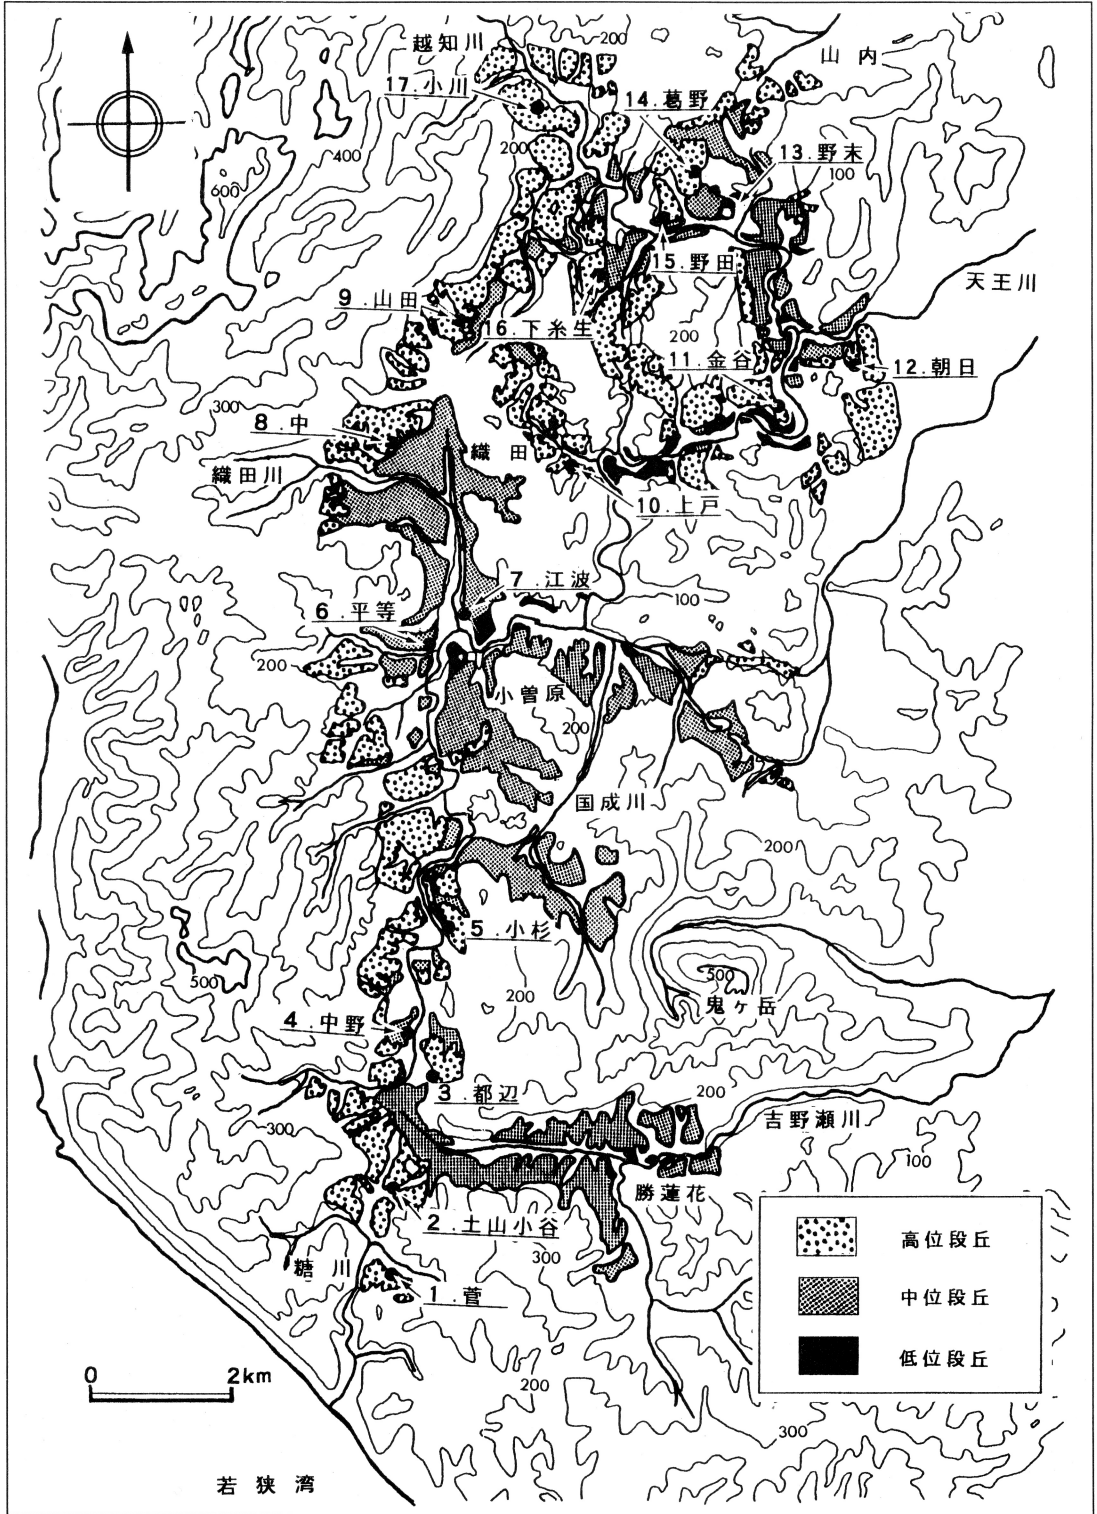 越知川
200
山内
17.小川
14.葛野
400
200
13.野末
600
100
15.野田
天王川
9.山田
16.下糸生
200
11.金谷
12.朝日
300
8.中
織田
織田川
10.上戸
7.江波
100
6.平等
200
小曽原
200
国成川
200
5.小杉
500
500
200
鬼ヶ岳
4.中野
3.都辺
200
吉野瀬川
300
100
勝蓮花
2.土山小谷
高位段丘
300
糖川
1.菅
中位段丘
低位段丘
0 2km
200
300
若狭湾